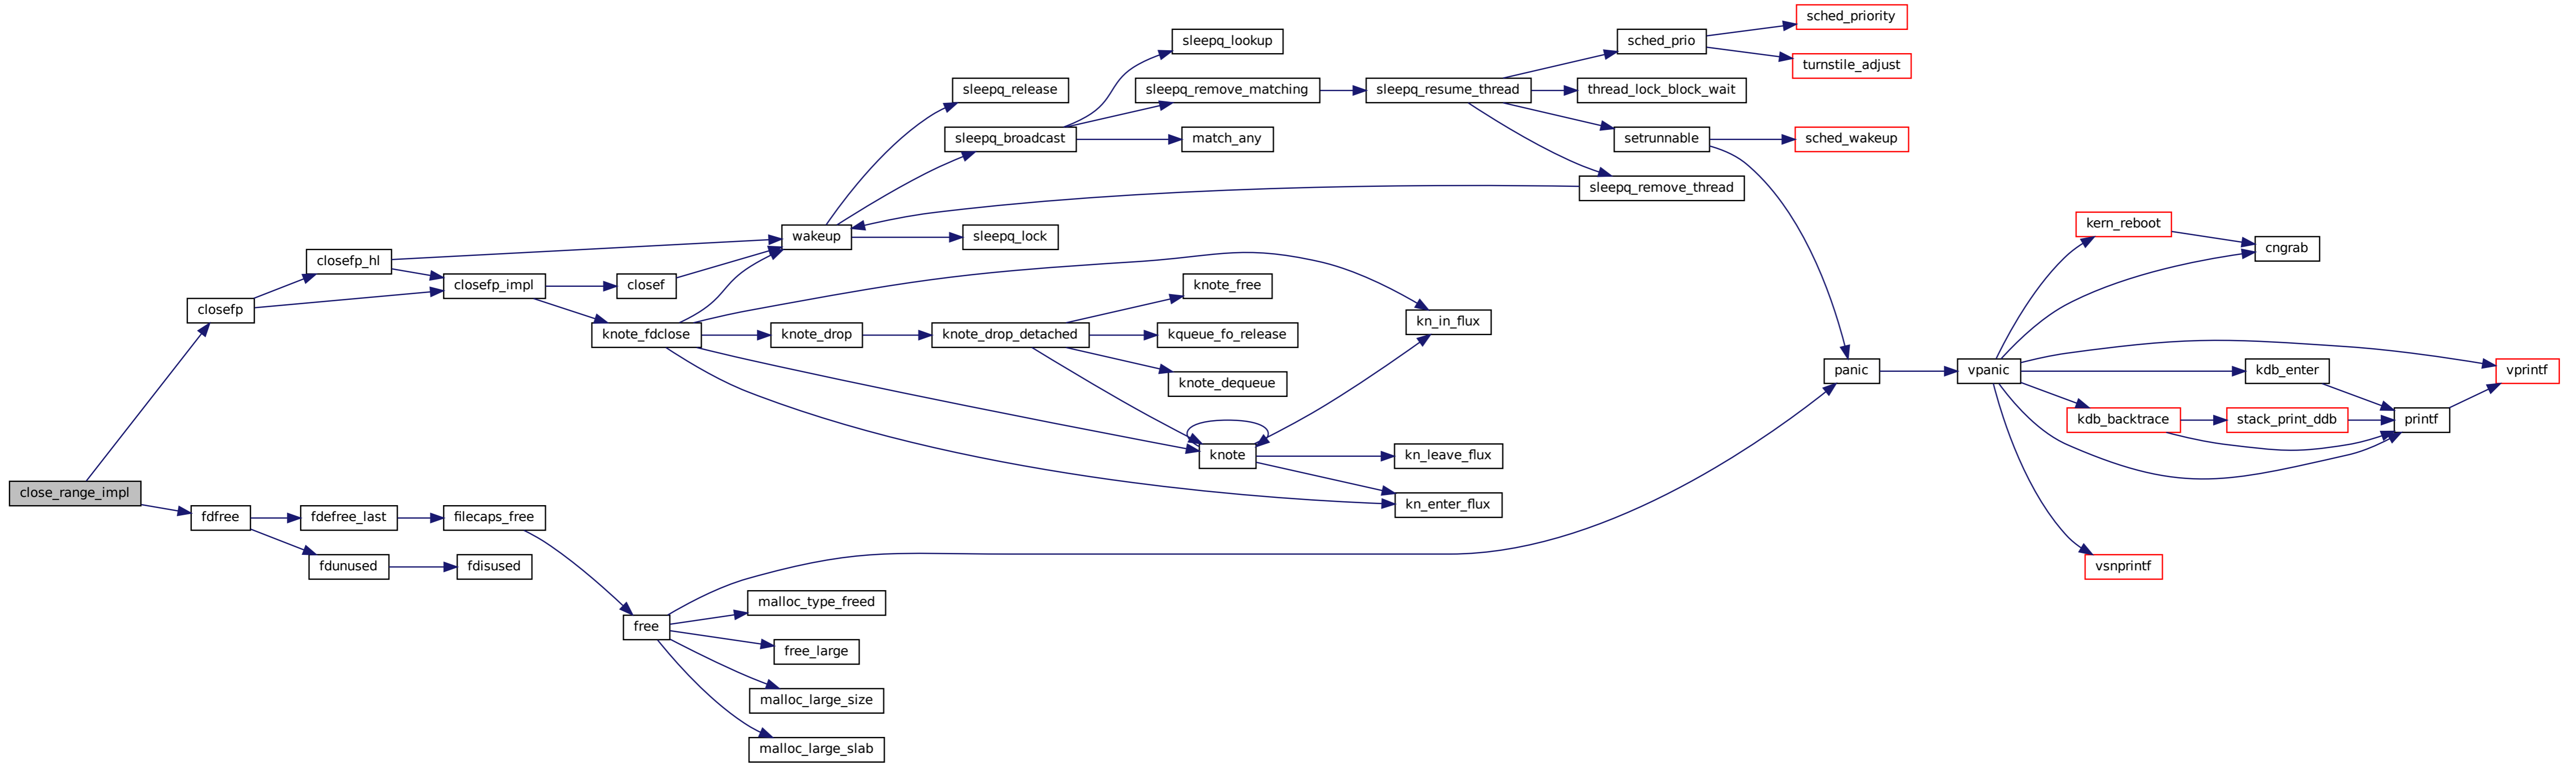 close_range_impl
closefp
closefp_hl
closefp_impl
closef
knote_fdclose
wakeup
sleepq_release
sleepq_broadcast
sleepq_lock
sleepq_lookup
sleepq_remove_matching
match_any
sleepq_resume_thread
sched_prio
sched_priority
turnstile_adjust
thread_lock_block_wait
setrunnable
sched_wakeup
sleepq_remove_thread
knote_drop
knote_drop_detached
knote_free
kqueue_fo_release
knote_dequeue
knote
kn_in_flux
kn_leave_flux
kn_enter_flux
panic
vpanic
kern_reboot
cngrab
kdb_enter
kdb_backtrace
stack_print_ddb
printf
vprintf
vsnprintf
fdfree
fdefree_last
filecaps_free
fdunused
fdisused
free
malloc_type_freed
free_large
malloc_large_size
malloc_large_slab